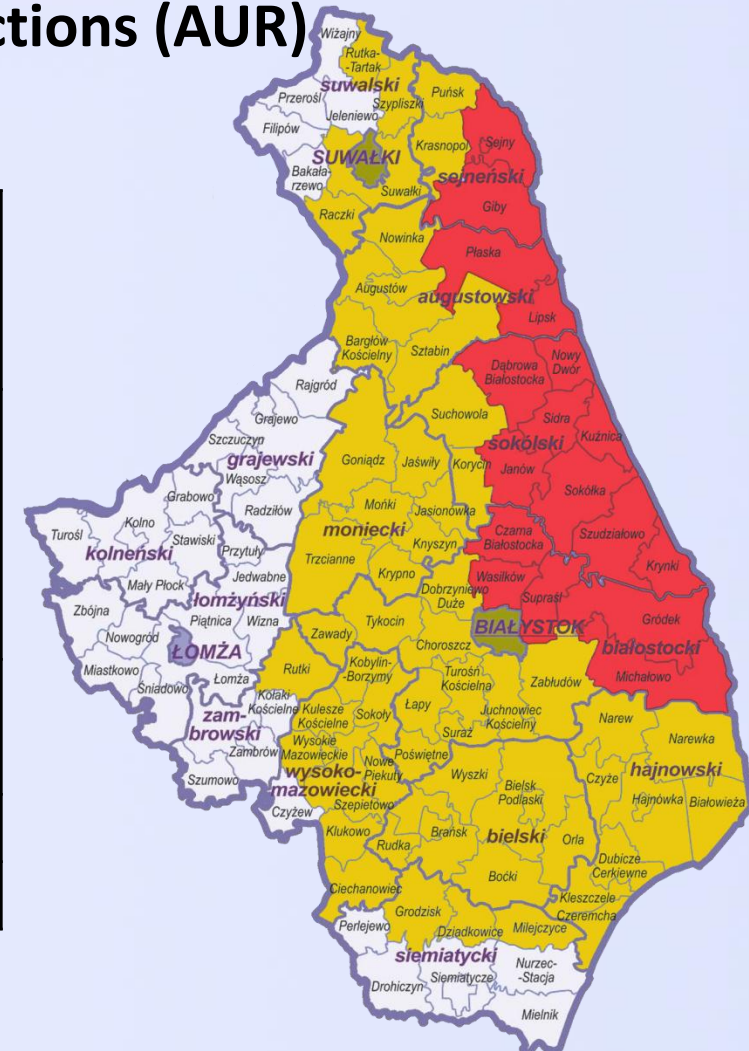 ctions (AUR)
Wiżajny
Rutka-
-Tartak
suwalski
Przerośl
Szypliszki
Puńsk
Jeleniewo
Filipów
Krasnopol
Sejny
SUWAŁKI
Bakała-
rzewo
sejneński
Suwałki
Giby
Raczki
Nowinka
Płaska
Augustów
augustowski
Lipsk
Bargłów
Kościelny
Sztabin
Nowy
Dwór
Dąbrowa
Białostocka
Rajgród
Suchowola
Grajewo
Sidra
Szczuczyn
sokólski
Kuźnica
grajewski
Goniądz
Jaświły
Korycin
Janów
Wąsosz
Grabowo
Sokółka
Radziłów
Mońki
Jasionówka
Kolno
Turośl
Stawiski
moniecki
Czarna
Białostocka
Szudziałowo
kolneński
Przytuły
Knyszyn
Trzcianne
Krynki
Mały Płock
Jedwabne
Krypno
Wasilków
Dobrzyniewo
Duże
łomżyński
Supraśl
Zbójna
Piątnica
Wizna
Tykocin
Gródek
Nowogród
Zawady
BIAŁYSTOK
ŁOMŻA
Choroszcz
białostocki
Miastkowo
Łomża
Rutki
Kobylin-
-Borzymy
Turośń
Kościelna
Zabłudów
Michałowo
Śniadowo
Kołaki
Kościelne
Kulesze
Kościelne
Sokoły
Łapy
Juchnowiec
Kościelny
Narew
zam-
browski
Suraż
Narewka
Zambrów
Wysokie
Mazowieckie
Nowe
Piekuty
Poświętne
hajnowski
Szumowo
wysoko-
mazowiecki
Wyszki
Bielsk
Podlaski
Czyże
Hajnówka
Białowieża
Czyżew
Szepietowo
Klukowo
Brańsk
bielski
Orla
Rudka
Dubicze
Cerkiewne
Boćki
Ciechanowiec
Kleszczele
Grodzisk
Czeremcha
Perlejewo
Dziadkowice
Milejczyce
siemiatycki
Nurzec-
-Stacja
Drohiczyn
Siemiatycze
Mielnik